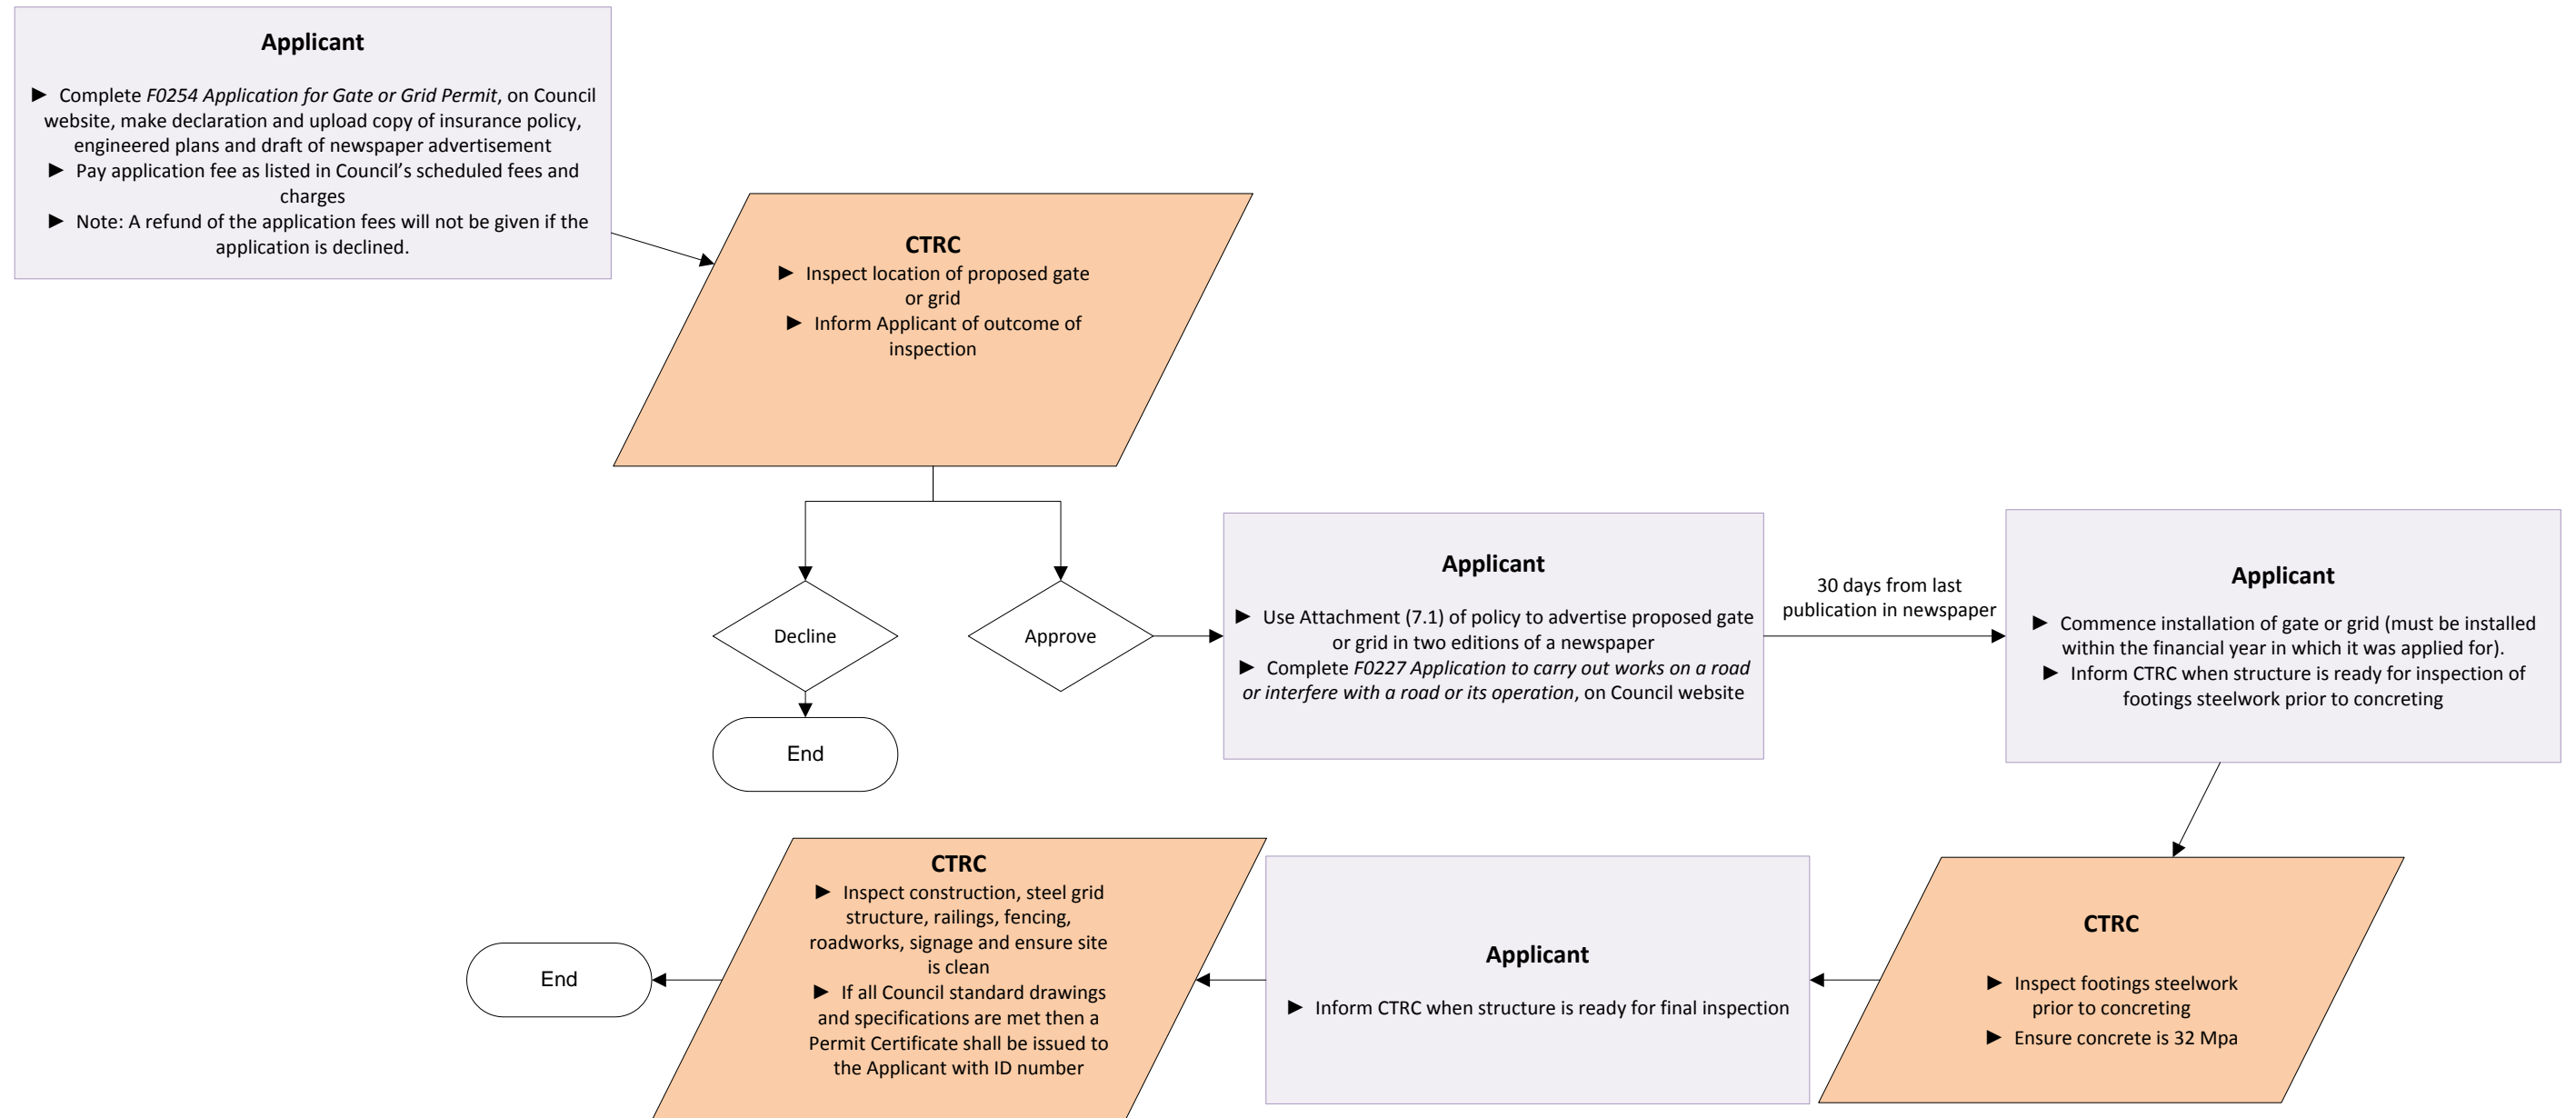 Applicant
► Complete F0254 Application for Gate or Grid Permit, on Council
website, make declaration and upload copy of insurance policy,
engineered plans and draft of newspaper advertisement
► Pay application fee as listed in Council’s scheduled fees and
charges
► Note: A refund of the application fees will not be given if the
application is declined.
CTRC
► Inspect location of proposed gate
or grid
► Inform Applicant of outcome of
inspection
Decline
End
Approve
Applicant
► Use Attachment (7.1) of policy to advertise proposed gate
or grid in two editions of a newspaper
► Complete F0227 Application to carry out works on a road
or interfere with a road or its operation, on Council website
30 days from last
publication in newspaper
Applicant
► Commence installation of gate or grid (must be installed
within the financial year in which it was applied for).
► Inform CTRC when structure is ready for inspection of
footings steelwork prior to concreting
CTRC
► Inspect footings steelwork
prior to concreting
► Ensure concrete is 32 Mpa
Applicant
► Inform CTRC when structure is ready for final inspection
CTRC
► Inspect construction, steel grid
structure, railings, fencing,
roadworks, signage and ensure site
is clean
► If all Council standard drawings
and specifications are met then a
Permit Certificate shall be issued to
the Applicant with ID number
End